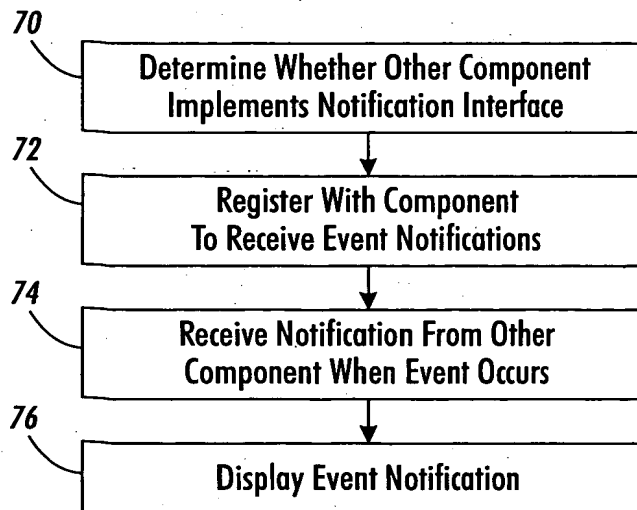 70
Determine Whether Other Component
Implements Notification Interface
72
Register With Component
To Receive Event Notifications
74
Receive Notification From Other
Component When Event Occurs
76
Display Event Notification